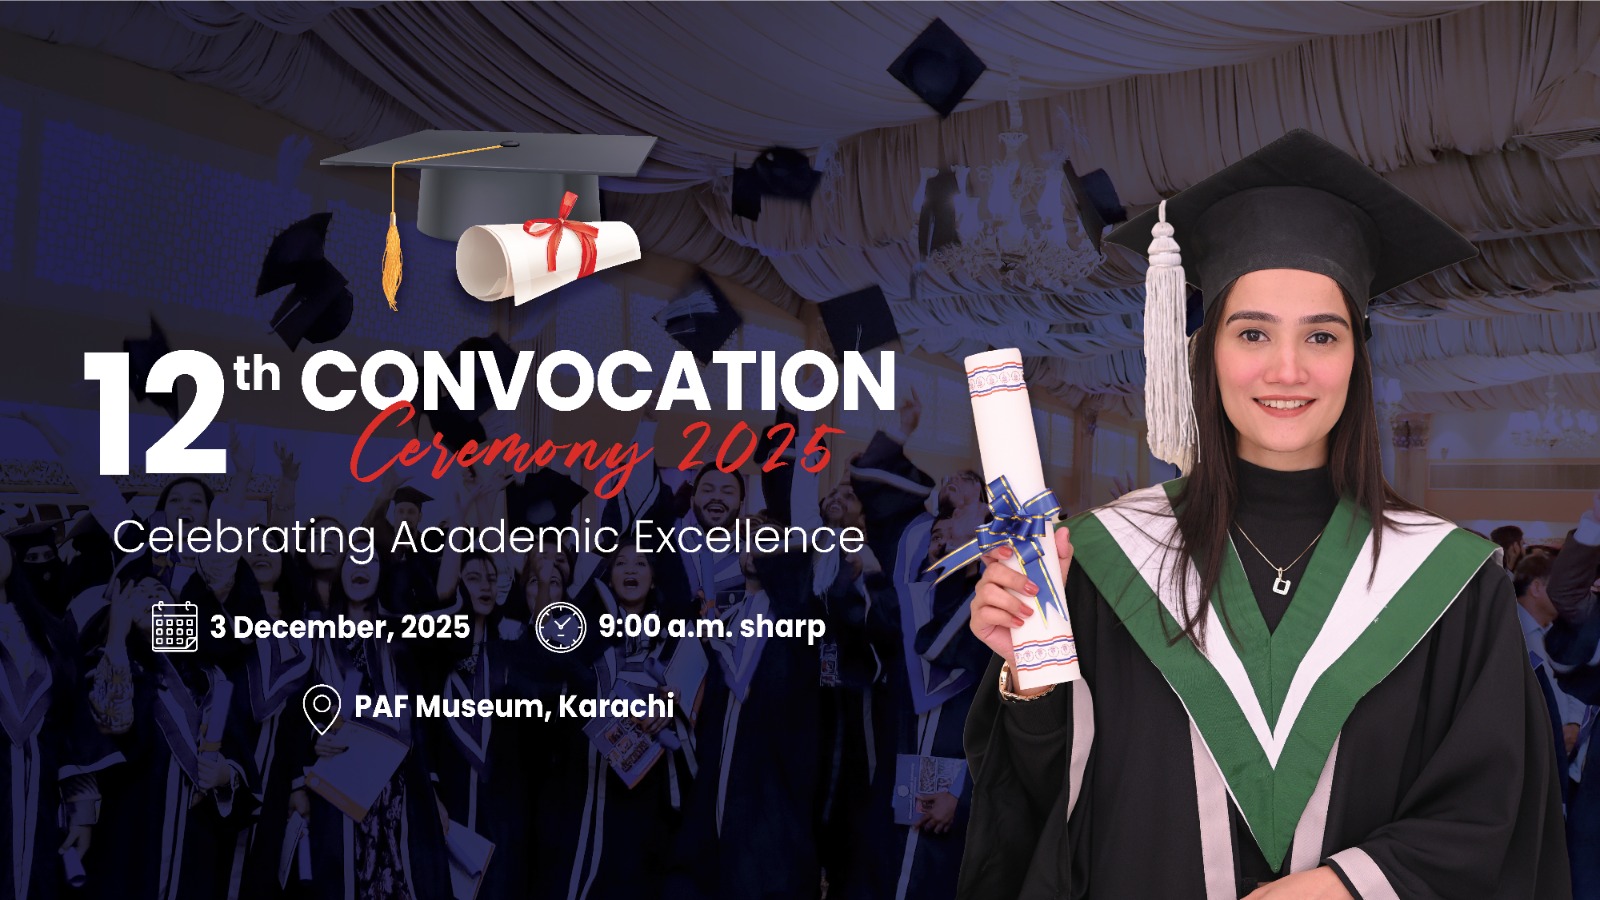 12th CONVOCATION
Ceremony 2025
Celebrating Academic Excellence
3 December, 2025
9:00 a.m. sharp
PAF Museum, Karachi